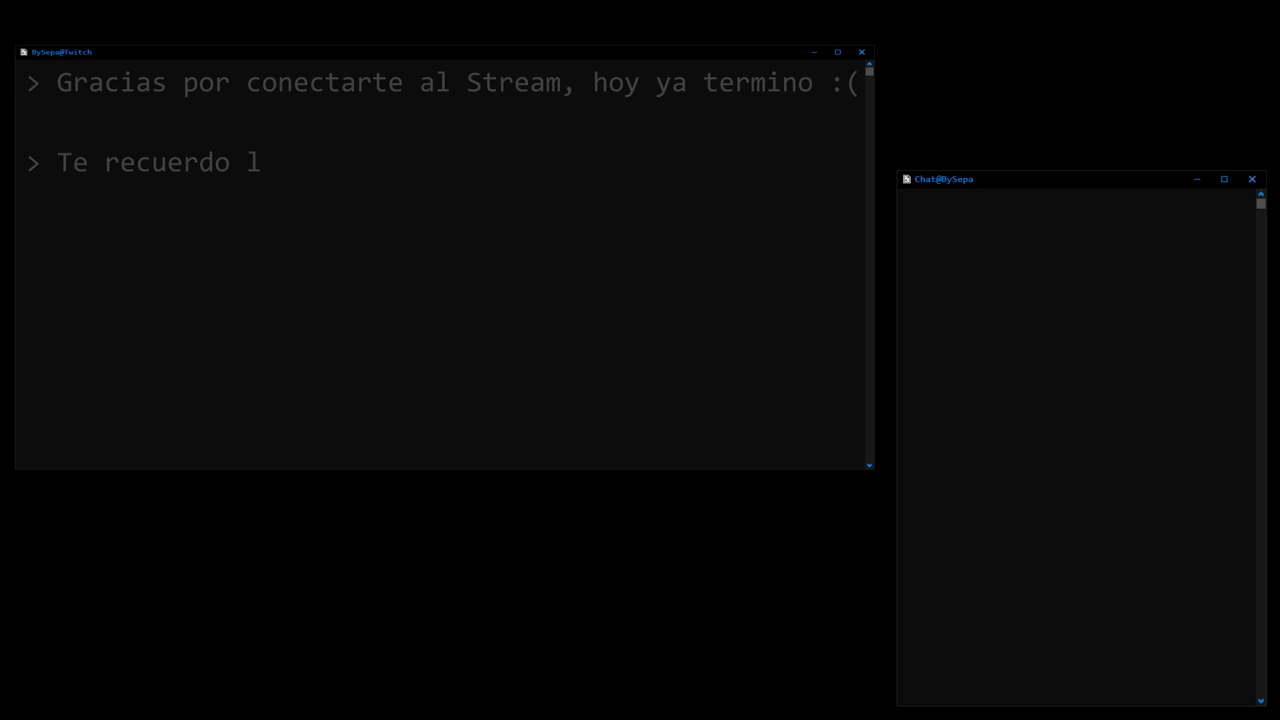 BySepa@Twitch
> Gracias por conectarte al Stream, hoy ya termino :(
> Te recuerdo l
Chat@BySepa